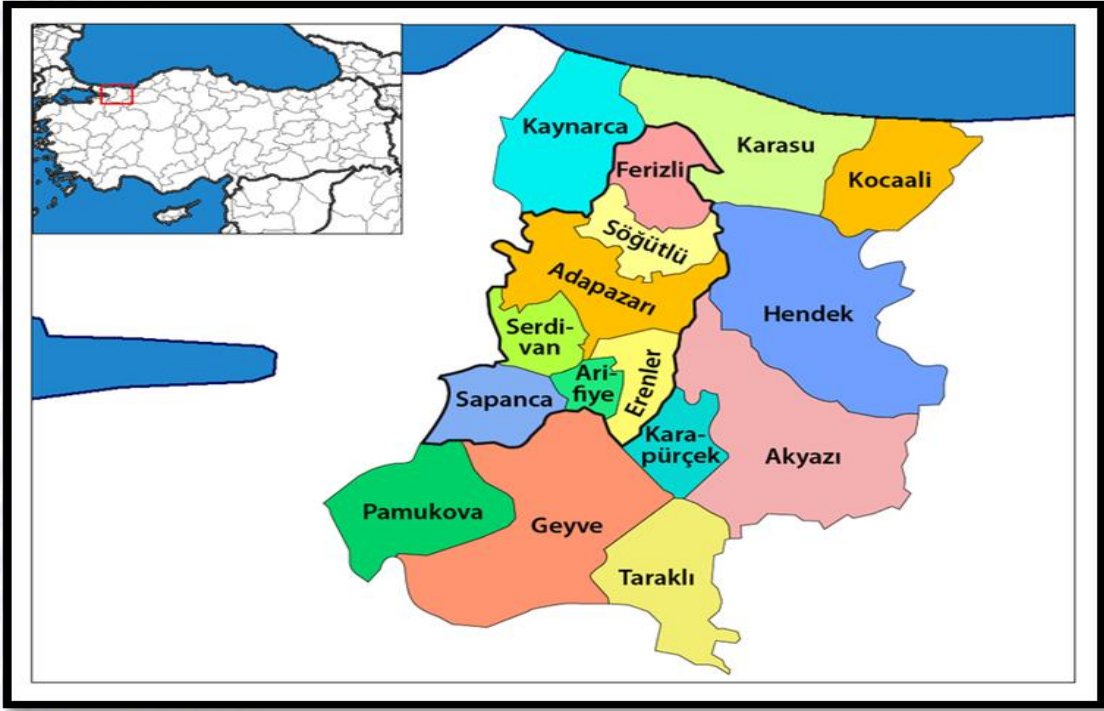 Kaynarca
Karasu
Ferizli
Kocaali
Söğütlü
Adapazarı
Hendek
Serdi-
van
Ari-
fiye
Erenler
Sapanca
Kara-
pürçek
Akyazı
Pamukova
Geyve
Taraklı